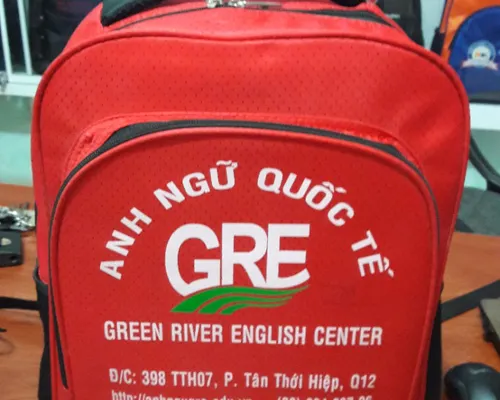 ANH NGỮ QUỐC TẾ
GRE
GREEN RIVER ENGLISH CENTER
Đ/C: 398 TTH07, P. Tân Thới Hiệp, Q12